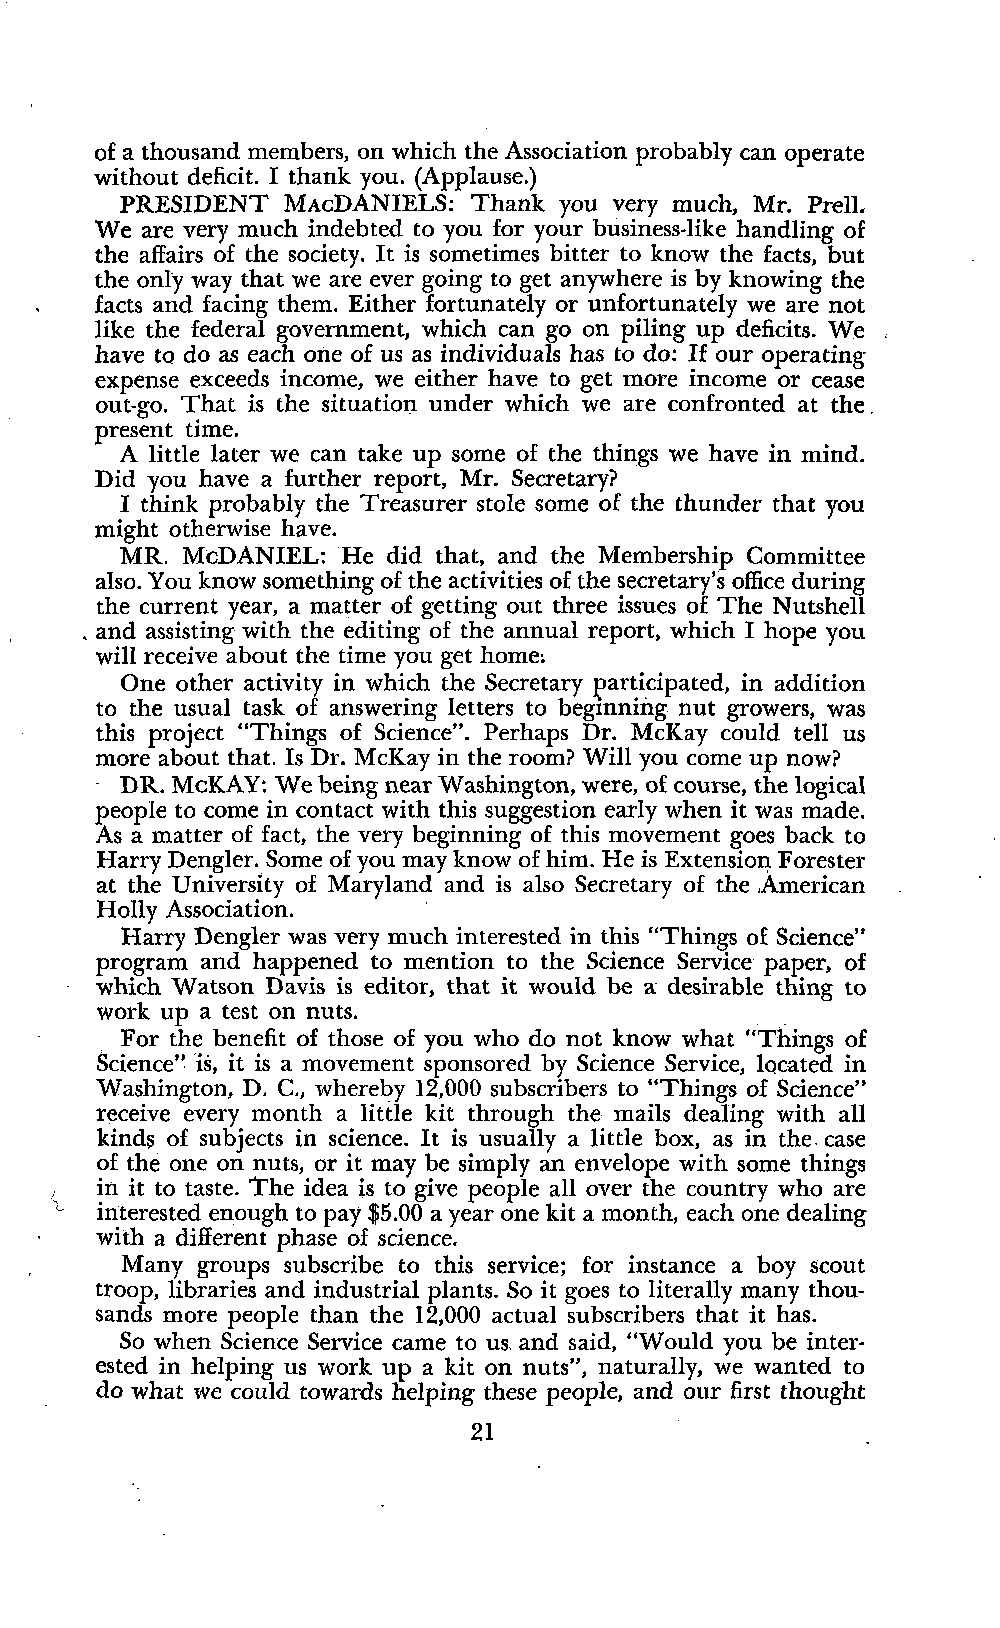 of a thousand members, on which the Association probably can operate
without deficit. I thank you. (Applause.)
PRESIDENT MACDANIELS: Thank you very much, Mr. Prell.
We are very much indebted to you for your business-like handling of
the affairs of the society. It is sometimes bitter to know the facts, but
the only way that we are ever going to get anywhere is by knowing the
facts and facing them. Either fortunately or unfortunately we are not
like the federal government, which can go on piling up deficits. We
have to do as each one of us as individuals has to do: If our operating
expense exceeds income, we either have to get more income or cease
out-go. That is the situation under which we are confronted at the
present time.
A little later we can take up some of the things we have in mind.
Did you have a further report, Mr. Secretary?
I think probably the Treasurer stole some of the thunder that you
might otherwise have.
MR. MCDANIEL: He did that, and the Membership Committee
also. You know something of the activities of the secretary's office during
the current year, a matter of getting out three issues of The Nutshell
and assisting with the editing of the annual report, which I hope you
will receive about the time you get home.
One other activity in which the Secretary participated, in addition
to the usual task of answering letters to beginning nut growers, was
this project "Things of Science". Perhaps Dr. McKay could tell us
more about that. Is Dr. McKay in the room? Will you come up now?
DR. MCKAY: We being near Washington, were, of course, the logical
people to come in contact with this suggestion early when it was made.
As a matter of fact, the very beginning of this movement goes back to
Harry Dengler. Some of you may know of him. He is Extension Forester
at the University of Maryland and is also Secretary of the American
Holly Association.
Harry Dengler was very much interested in this "Things of Science"
program and happened to mention to the Science Service paper, of
which Watson Davis is editor, that it would be a desirable thing to
work up a test on nuts.
For the benefit of those of you who do not know what "Things of
Science" is, it is a movement sponsored by Science Service, located in
Washington, D. C., whereby 12,000 subscribers to "Things of Science"
receive every month a little kit through the mails dealing with all
kinds of subjects in science. It is usually a little box, as in the case
of the one on nuts, or it may be simply an envelope with some things
in it to taste. The idea is to give people all over the country who are
interested enough to pay $5.00 a year one kit a month, each one dealing
with a different phase of science.
Many groups subscribe to this service; for instance a boy scout
troop, libraries and industrial plants. So it goes to literally many thou-
sands more people than the 12,000 actual subscribers that it has.
So when Science Service came to us and said, "Would you be inter-
ested in helping us work up a kit on nuts", naturally, we wanted to
do what we could towards helping these people, and our first thought
21